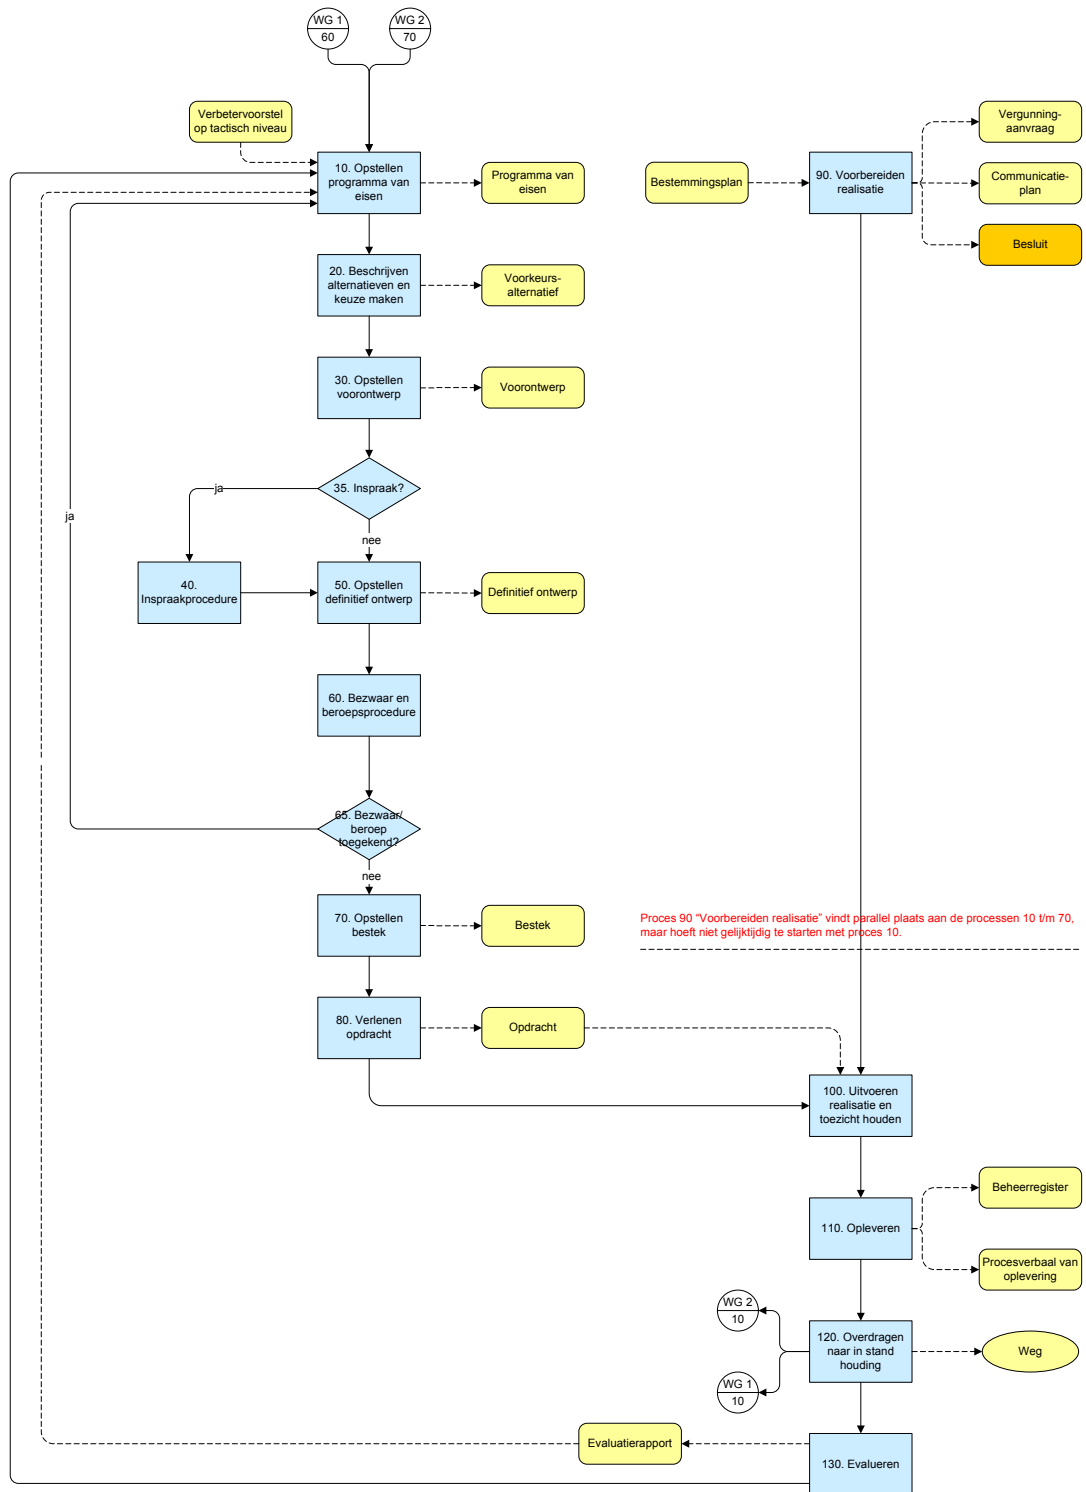 WG 1
60
WG 2
70
Verbetervoorstel
op tactisch niveau
10. Opstellen
programma van
eisen
Programma van
eisen
Bestemmingsplan
90. Voorbereiden
realisatie
Vergunning-
aanvraag
Communicatie-
plan
Besluit
20. Beschrijven
alternatieven en
keuze maken
Voorkeurs-
alternatief
30. Opstellen
voorontwerp
Voorontwerp
35. Inspraak?
ja
ja
nee
40.
Inspraakprocedure
50. Opstellen
definitief ontwerp
Definitief ontwerp
60. Bezwaar en
beroepsprocedure
65. Bezwaar/
beroep
toegekend?
nee
70. Opstellen
bestek
Bestek
Proces 90 “Voorbereiden realisatie” vindt parallel plaats aan de processen 10 t/m 70,
maar hoeft niet gelijktijdig te starten met proces 10.
80. Verlenen
opdracht
Opdracht
100. Uitvoeren
realisatie en
toezicht houden
110. Opleveren
Beheerregister
Procesverbaal van
oplevering
WG 2
10
120. Overdragen
naar in stand
houding
Weg
WG 1
10
Evaluatierapport
130. Evalueren